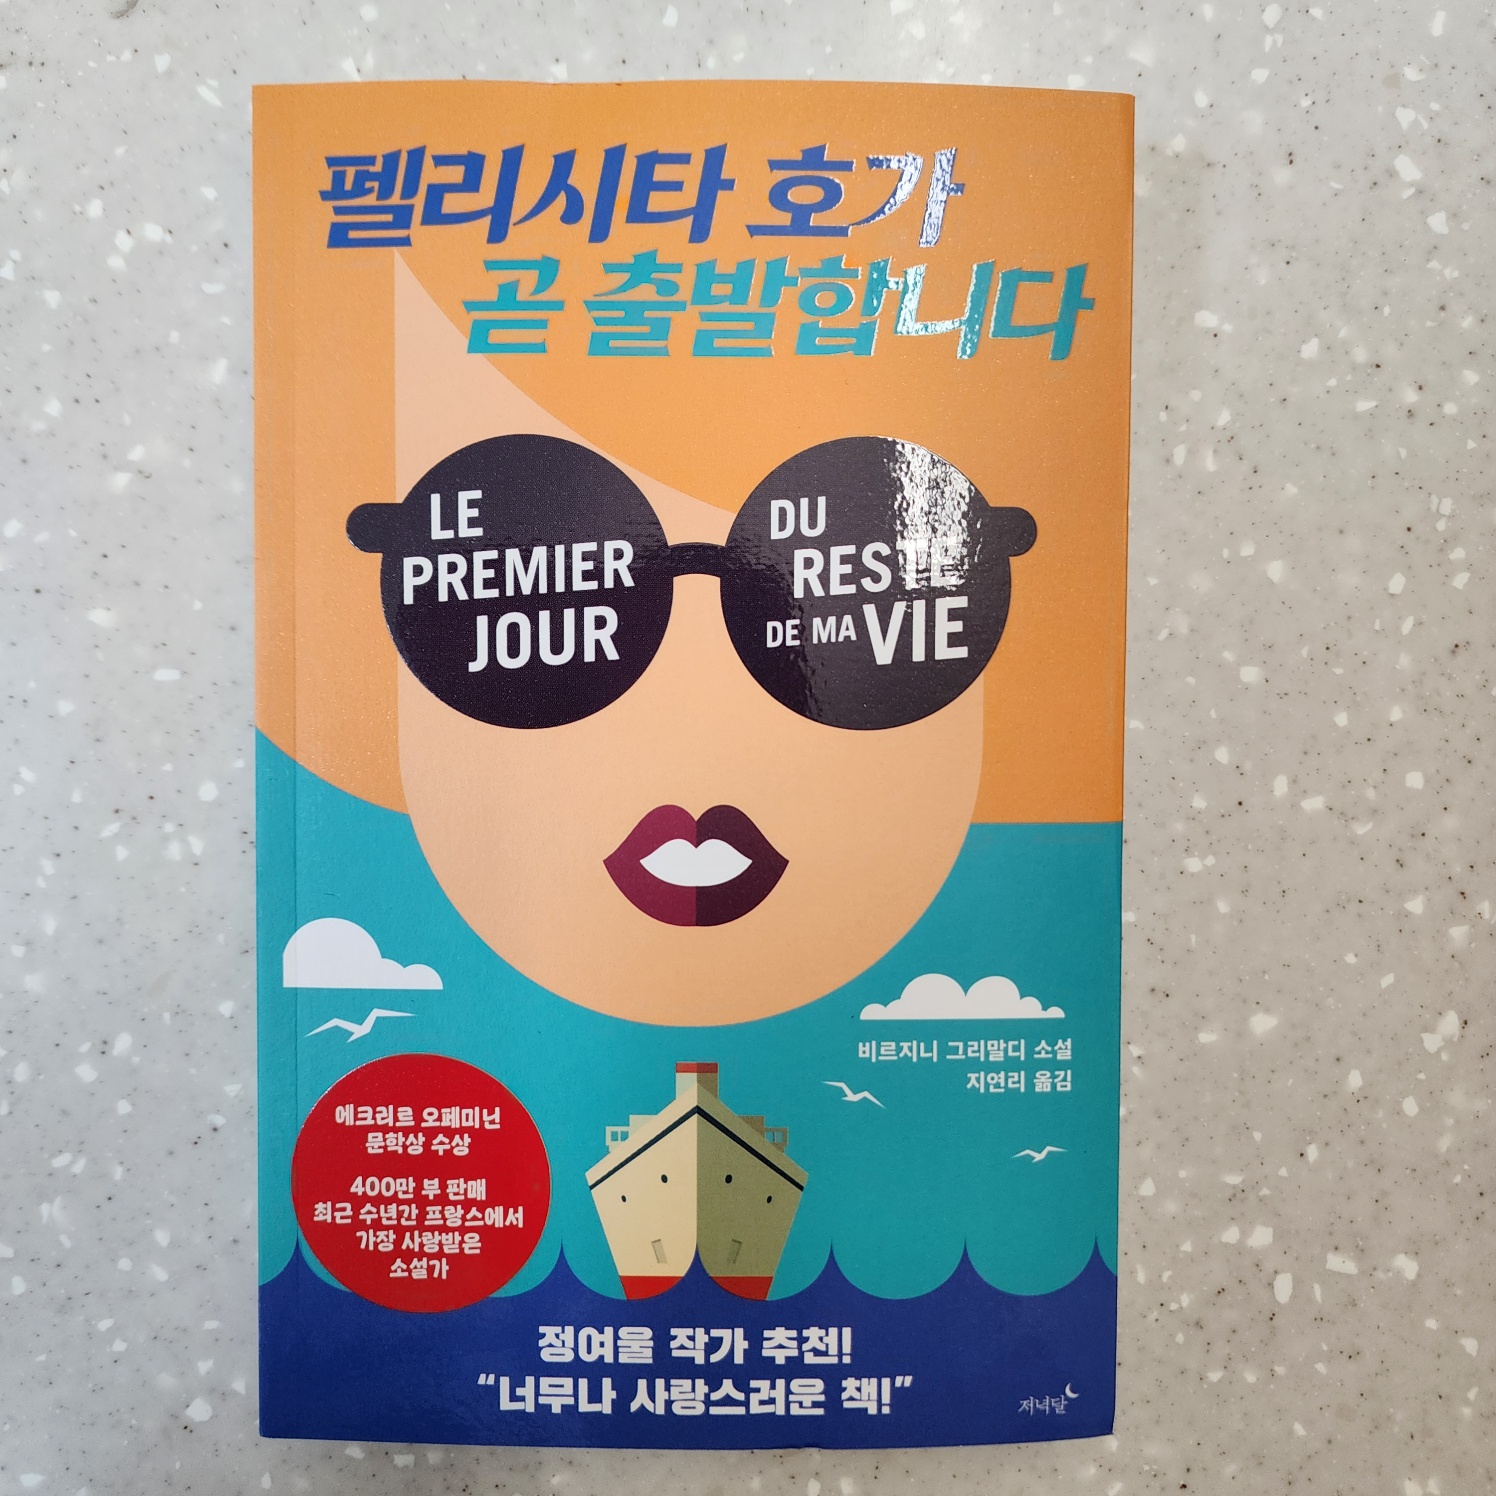 펠리시타 호가
곧 출발합니다
LE
PREMIER
JOUR
DU
RESTE
DE MA VIE
비르지니 그리말디 소설
지연리 옮김
에크리르 오페미닌
문학상 수상
400만 부 판매
최근 수년간 프랑스에서
가장 사랑받은
소설가
정여울 작가 추천!
“너무나 사랑스러운 책!”
저녁달